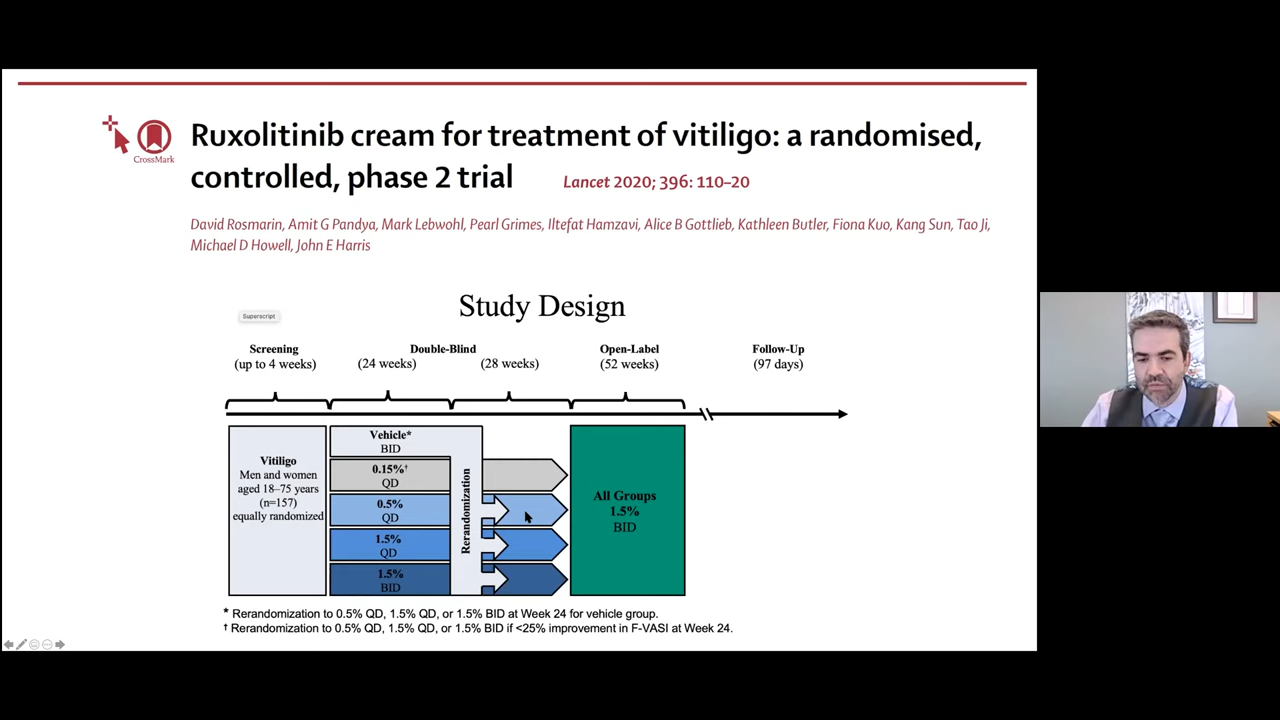 Ruxolitinib cream for treatment of vitiligo: a randomised,
controlled, phase 2 trial Lancet 2020; 396: 110–20
CrossMark
David Rosmarin, Amit G Pandya, Mark Lebwohl, Pearl Grimes, Iltefat Hamzavi, Alice B Gottlieb, Kathleen Butler, Fiona Kuo, Kang Sun, Tao Ji,
Michael D Howell, John E Harris
Study Design
Superscript
Screening
(up to 4 weeks)
Double-Blind
(24 weeks) (28 weeks)
Open-Label
(52 weeks)
Follow-Up
(97 days)
Vitiligo
Men and women
aged 18–75 years
(n=157)
equally randomized
Vehicle*
BID
0.15%†
QD
0.5%
QD
1.5%
QD
1.5%
BID
Rerandomization
All Groups
1.5%
BID
* Rerandomization to 0.5% QD, 1.5% QD, or 1.5% BID at Week 24 for vehicle group.
† Rerandomization to 0.5% QD, 1.5% QD, or 1.5% BID if <25% improvement in F-VASI at Week 24.